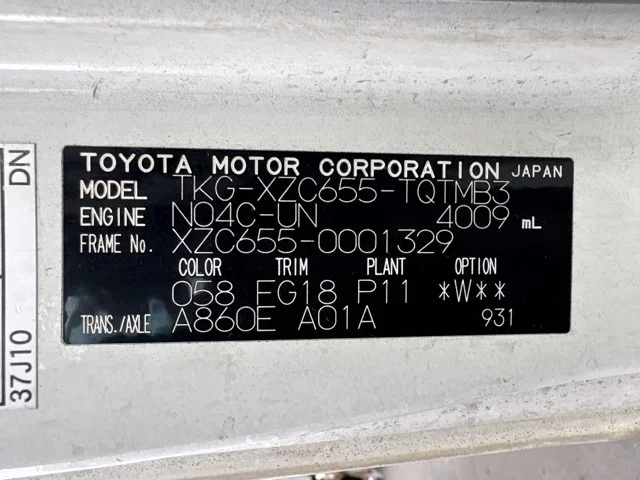 TOYOTA MOTOR CORPORATION JAPAN
MODEL TKG-XZC655-TQTMB3
ENGINE N04C-UN 4009 mL
FRAME No. XZC655-0001329
COLOR TRIM PLANT OPTION
058 FG18 P11 *W**
TRANS./AXLE A860E A01A 931
37J10 DN